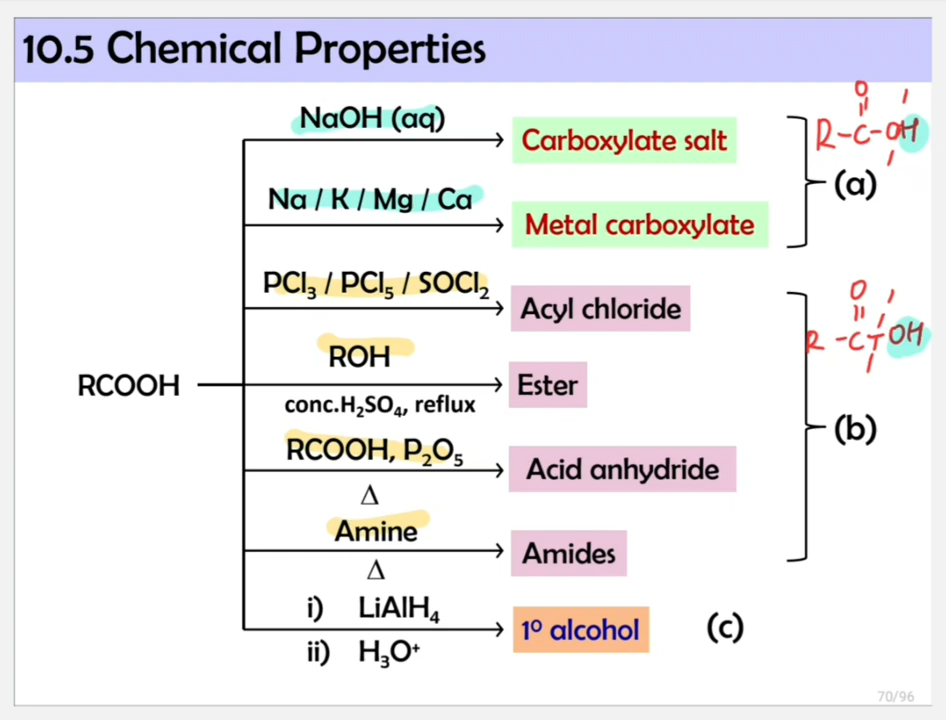 10.5 Chemical Properties
NaOH (aq)
Carboxylate salt
Na / K / Mg / Ca
Metal carboxylate
O
R-C-OH
(a)
PCl₃ / PCl₅ / SOCl₂
Acyl chloride
ROH
RCOOH
Ester
conc.H₂SO₄, reflux
O
R-C-OH
(b)
RCOOH, P₂O₅
Acid anhydride
Δ
Amine
Amides
Δ
i) LiAlH₄
1º alcohol
(c)
ii) H₃O⁺
70/96